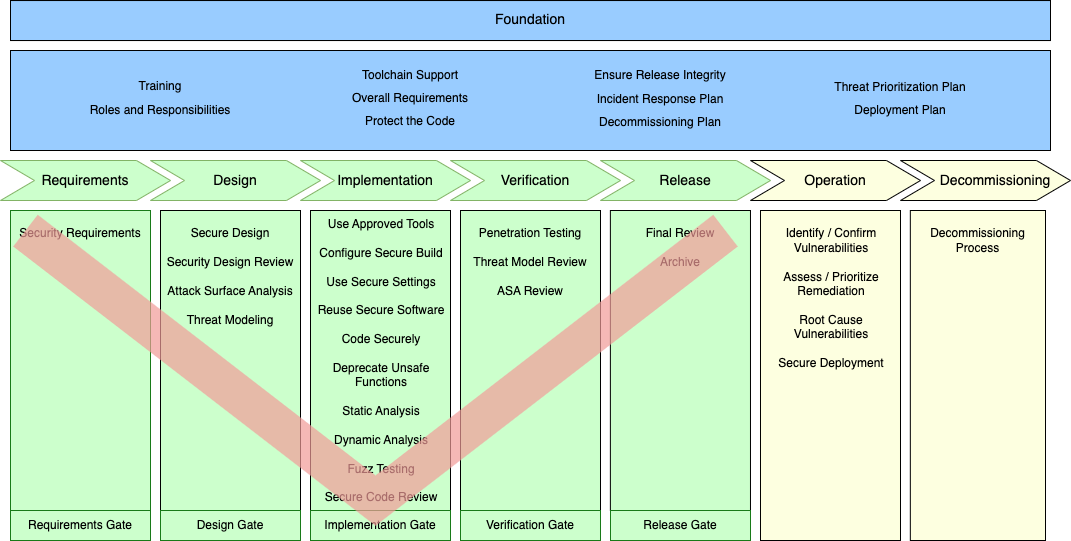 Foundation
Training
Roles and Responsibilities
Toolchain Support
Overall Requirements
Protect the Code
Ensure Release Integrity
Incident Response Plan
Decommissioning Plan
Threat Prioritization Plan
Deployment Plan
Requirements
Design
Implementation
Verification
Release
Operation
Decommissioning
Security Requirements
Secure Design
Security Design Review
Attack Surface Analysis
Threat Modeling
Use Approved Tools
Configure Secure Build
Use Secure Settings
Reuse Secure Software
Code Securely
Deprecate Unsafe
Functions
Static Analysis
Dynamic Analysis
Fuzz Testing
Secure Code Review
Penetration Testing
Threat Model Review
ASA Review
Final Review
Archive
Identify / Confirm
Vulnerabilities
Assess / Prioritize
Remediation
Root Cause
Vulnerabilities
Secure Deployment
Decommissioning
Process
Requirements Gate
Design Gate
Implementation Gate
Verification Gate
Release Gate